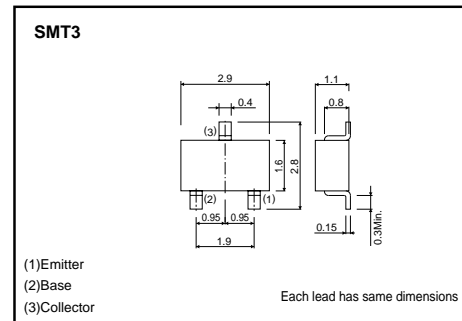 SMT3
2.9
1.1
0.4
0.8
(3)
1.6
2.8
(2)
(1)
0.95 0.95
0.15
0.3Min.
1.9
(1)Emitter
(2)Base
(3)Collector
Each lead has same dimensions